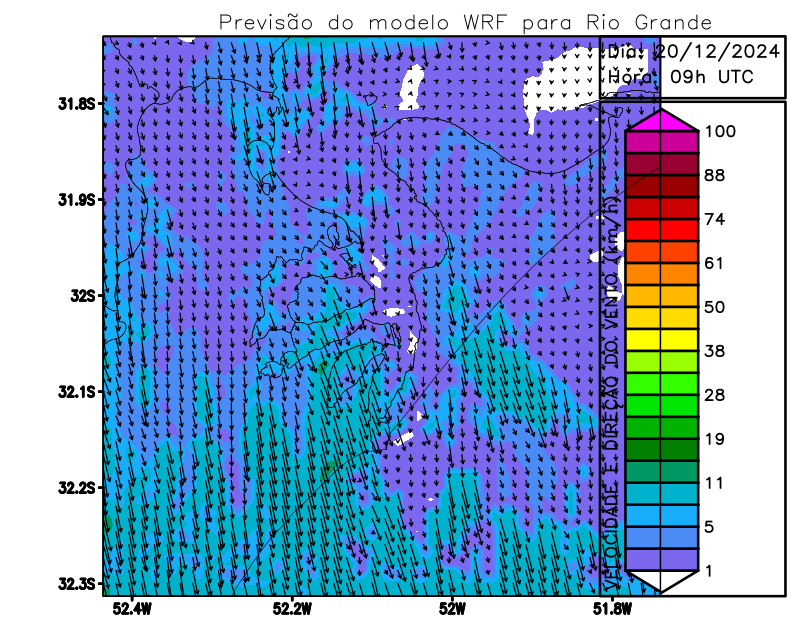 Previsão do modelo WRF para Rio Grande
Dia: 20/12/2024
Hora: 09h UTC
31.8S
31.9S
32S
32.1S
32.2S
32.3S
52.4W
52.2W
52W
51.8W
VELOCIDADE E DIREÇÃO DO VENTO (km/h)
100
88
74
61
50
38
28
19
11
5
1